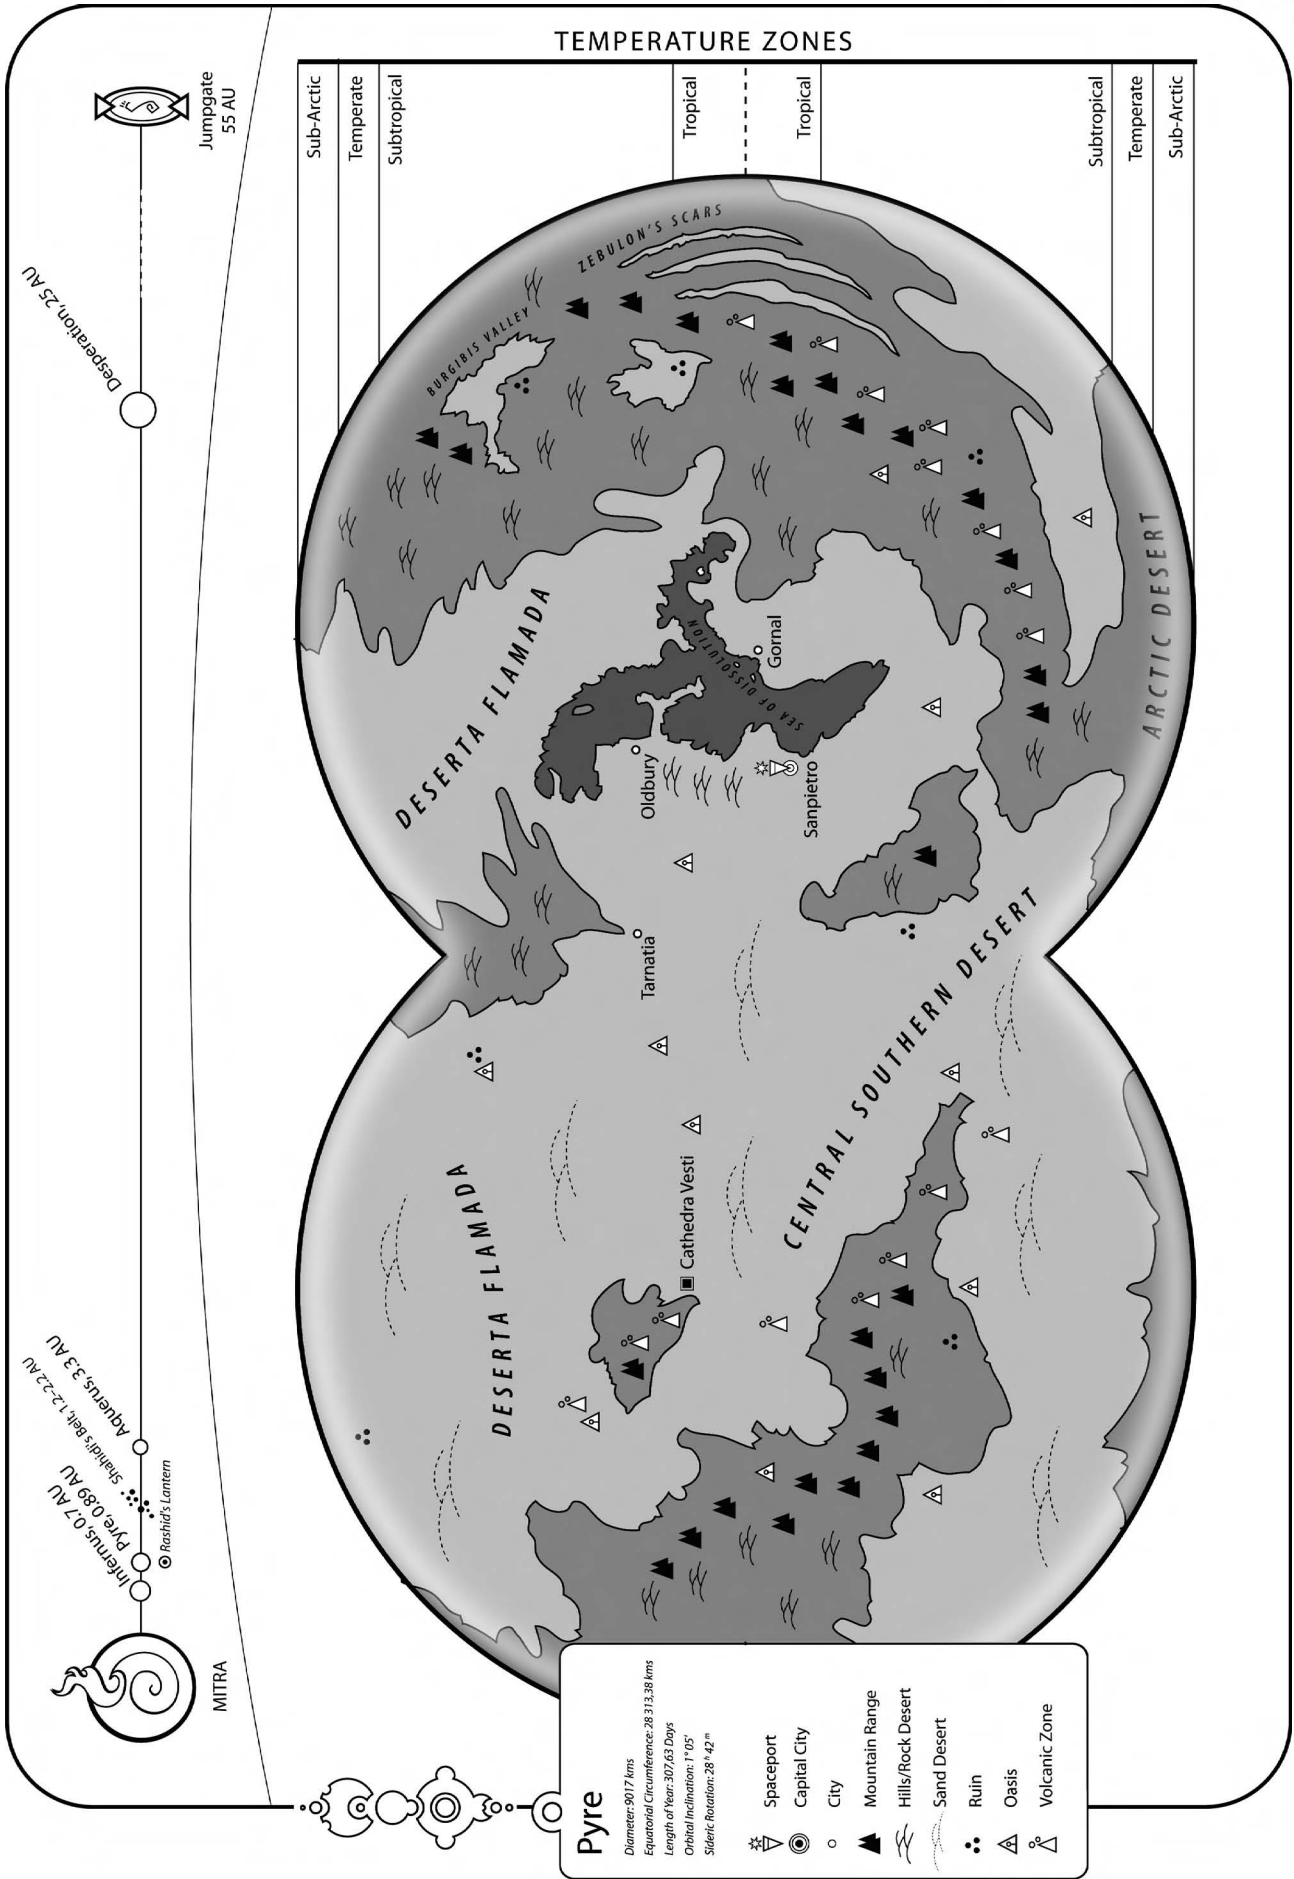 TEMPERATURE ZONES
Sub-Arctic
Temperate
Subtropical
Tropical
Tropical
Subtropical
Temperate
Sub-Arctic
Jumpgate
55 AU
Desperation, 25 AU
Aquerus, 3.3 AU
Shahidi's Belt, 1.2–2.2 AU
Pyre, 0.89 AU
Infernus, 0.7 AU
Rashid's Lantern
MITRA
ZEBULON'S SCARS
BURGIBIS VALLEY
DESERTA FLAMADA
SEA OF DISSOLUTION
Gornal
Oldbury
Sanpietro
Tarnatia
ARCTIC DESERT
CENTRAL SOUTHERN DESERT
DESERTA FLAMADA
Cathedra Vesti
Pyre
Diameter: 9017 kms
Equatorial Circumference: 28 313,38 kms
Length of Year: 307,63 Days
Orbital Inclination: 1° 05'
Sideric Rotation: 28 h 42 m
Spaceport
Capital City
City
Mountain Range
Hills/Rock Desert
Sand Desert
Ruin
Oasis
Volcanic Zone